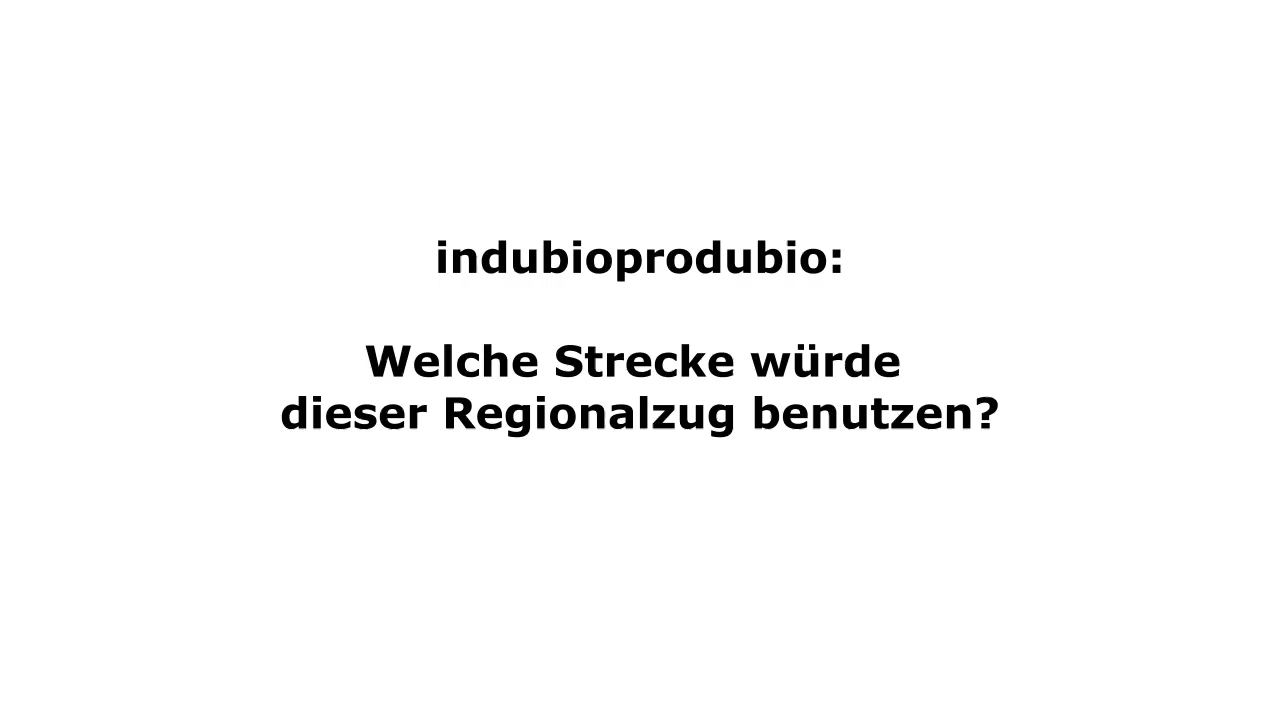 indubioprodubio:
Welche Strecke würde
dieser Regionalzug benutzen?